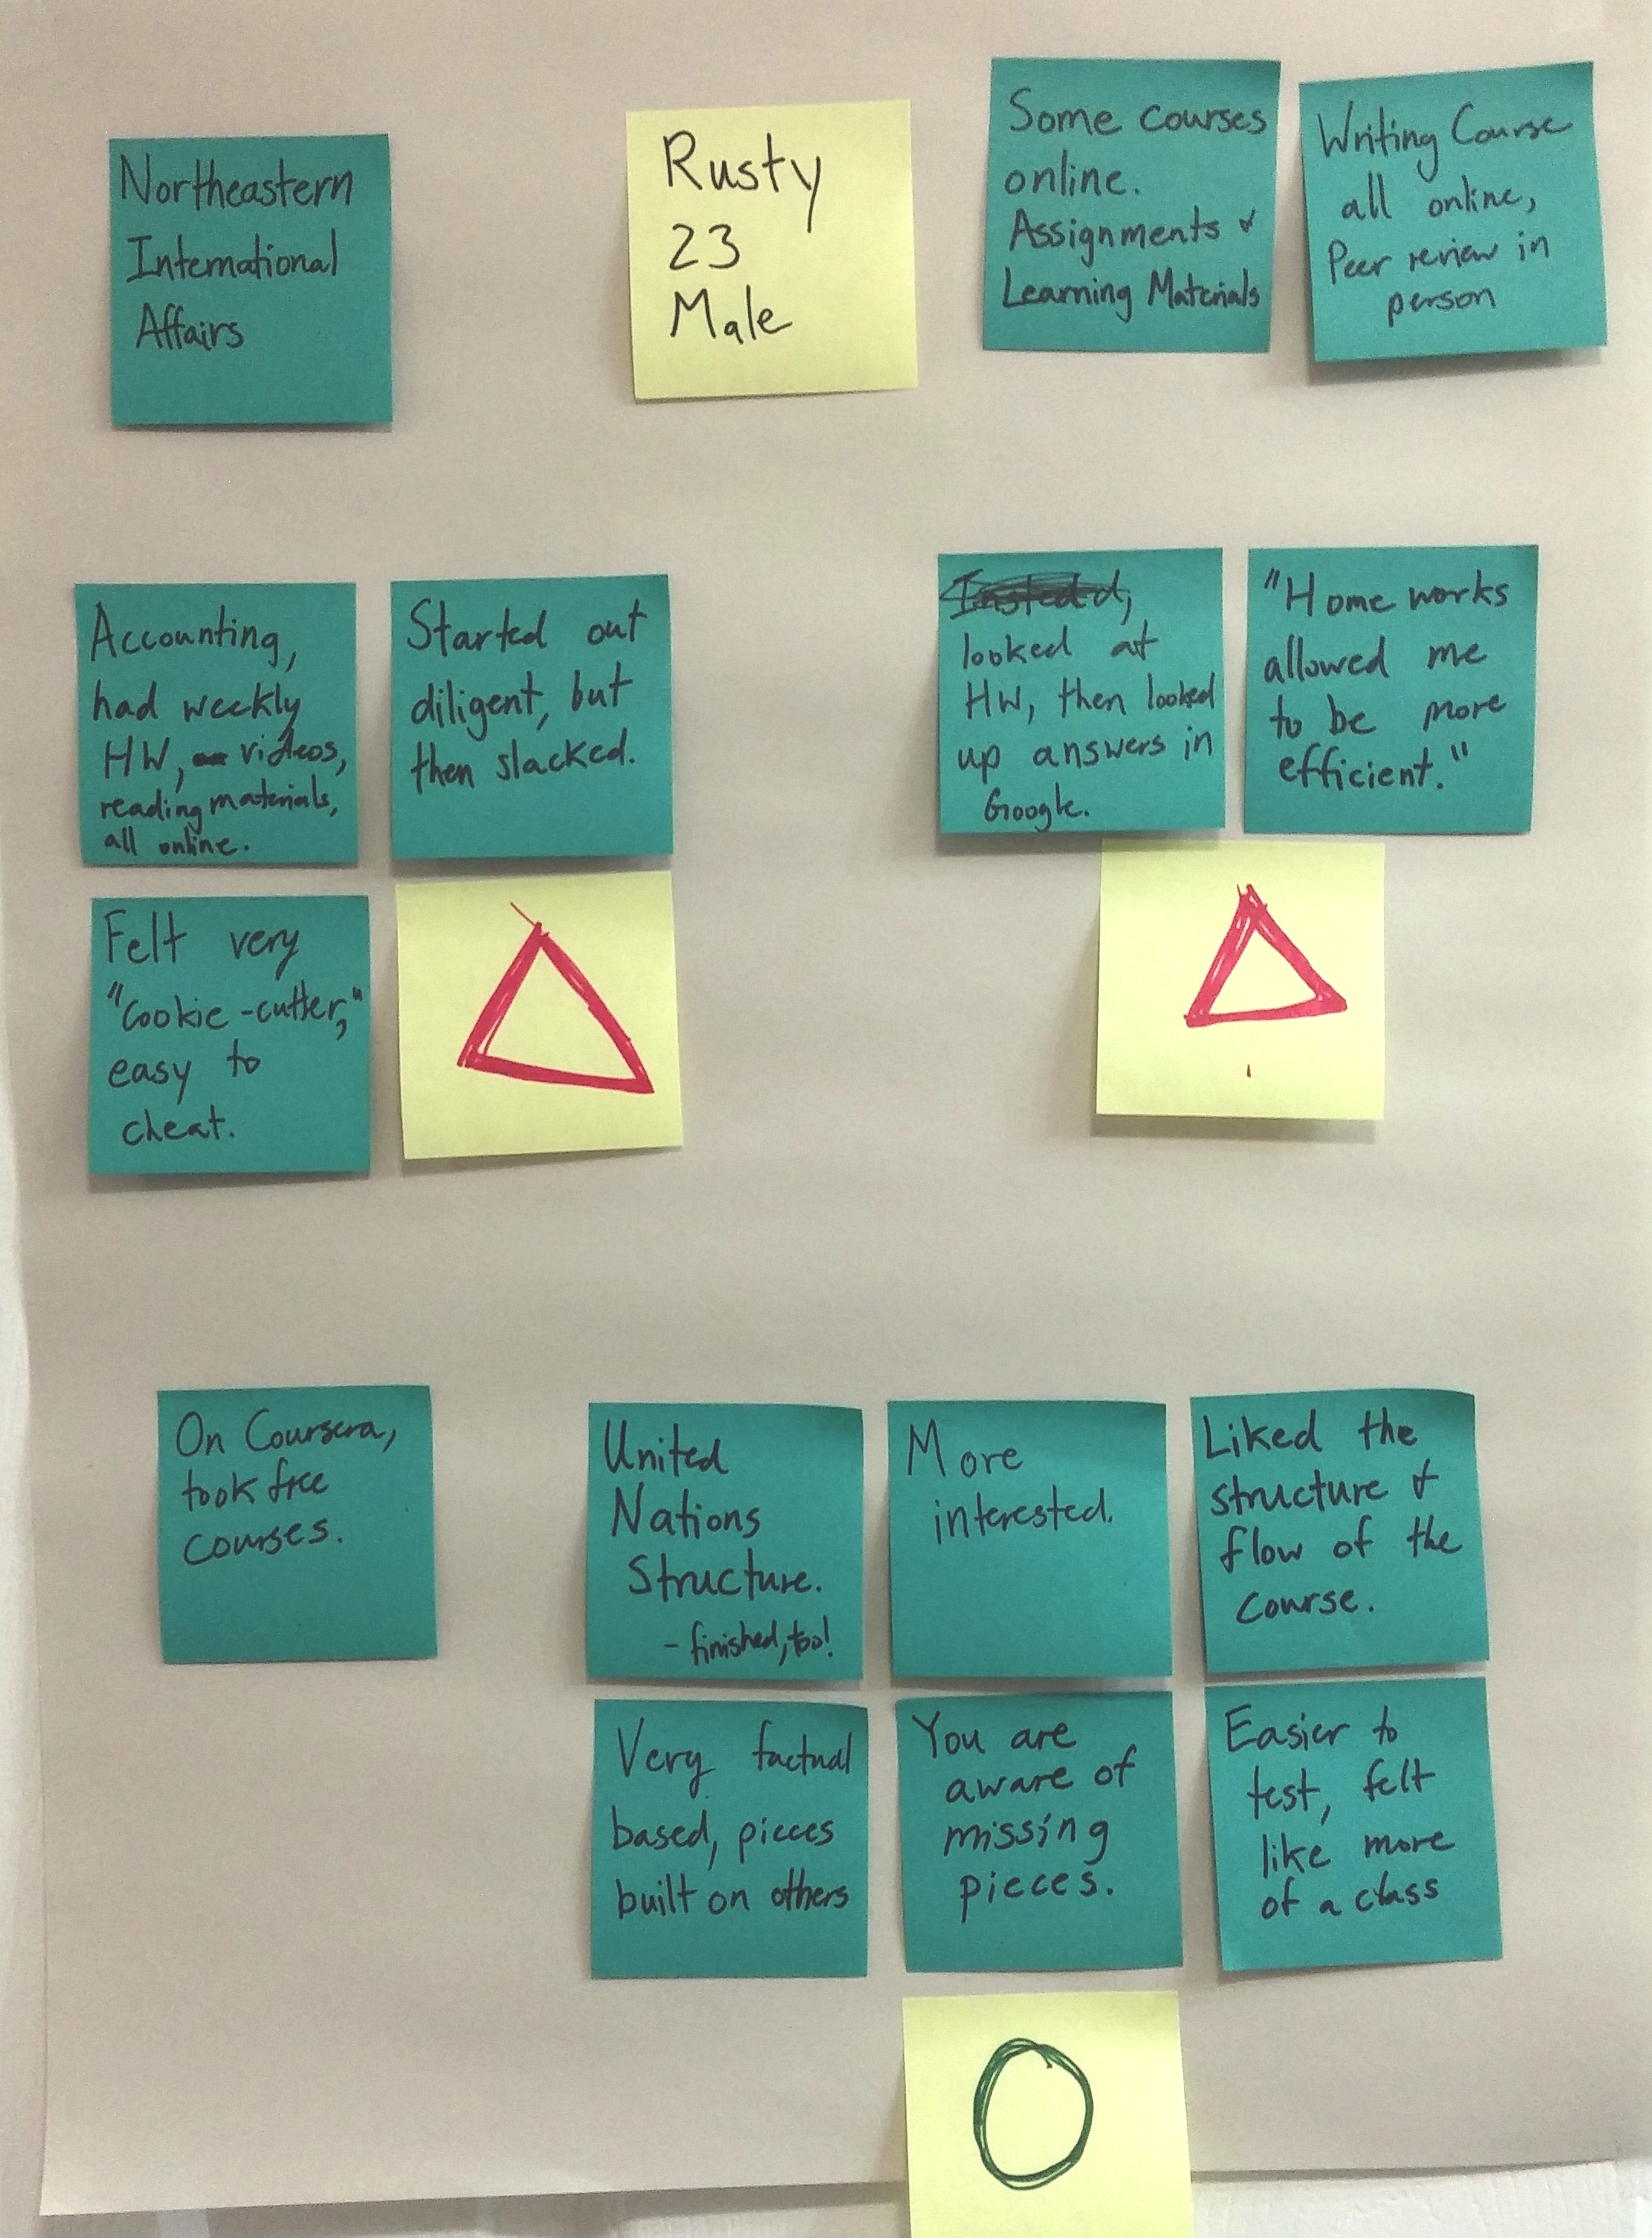 Northeastern
International
Affairs
Rusty
23
Male
Some courses
online.
Assignments &
Learning Materials
Writing Course
all online,
Peer review in
person
Accounting,
had weekly
HW, videos,
reading materials,
all online.
Started out
diligent, but
then slacked.
Felt very
"Cookie-cutter,"
easy to
cheat.
looked at
HW, then looked
up answers in
Google.
"Home works
allowed me
to be more
efficient."
On Coursera,
took free
courses.
United
Nations
Structure.
- finished, too!
More
interested.
Liked the
structure &
flow of the
course.
Very factual
based, pieces
built on others
You are
aware of
missing
pieces.
Easier to
test, felt
like more
of a class